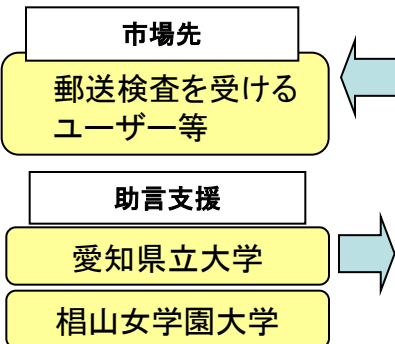 市場先
郵送検査を受ける
ユーザー等
助言支援
愛知県立大学
椙山女学園大学